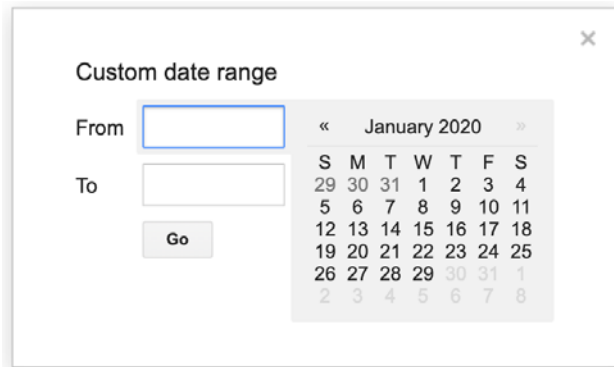 ×
Custom date range
From
To
Go
« January 2020 »
S M T W T F S
29 30 31 1 2 3 4
5 6 7 8 9 10 11
12 13 14 15 16 17 18
19 20 21 22 23 24 25
26 27 28 29 30 31 1
2 3 4 5 6 7 8